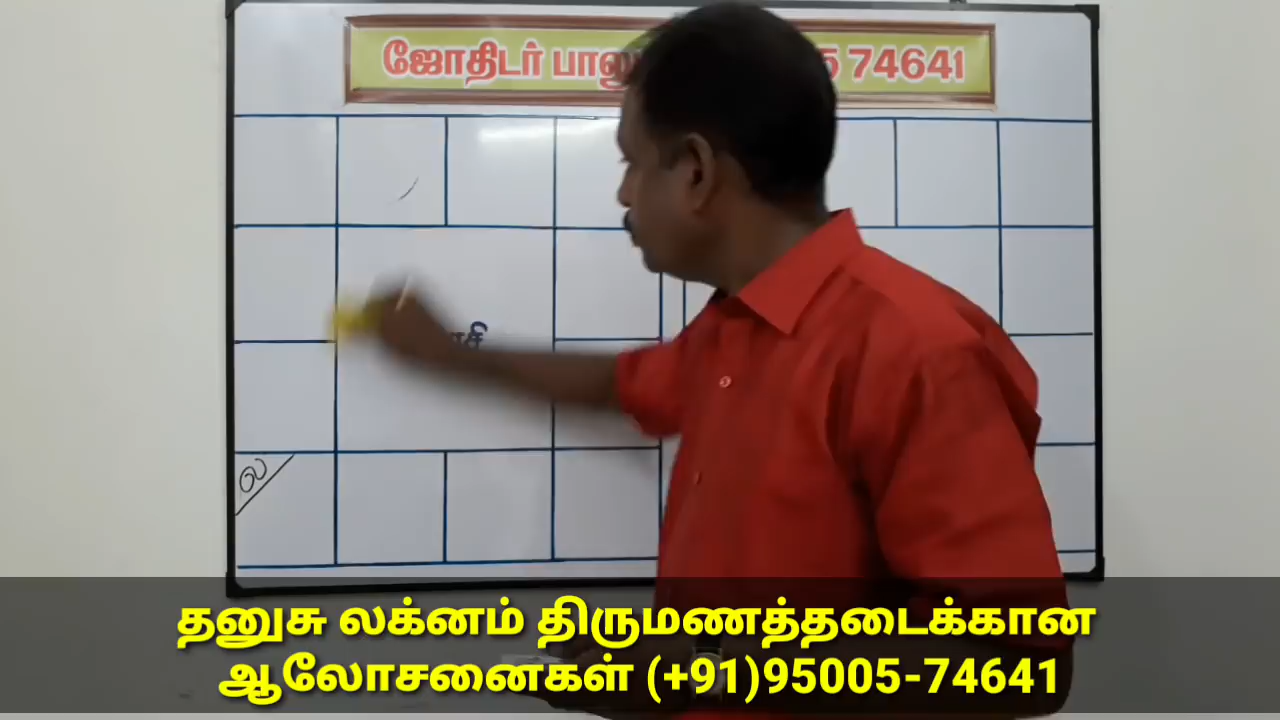 ஜோதிடர் 74641
ல
தனுசு லக்னம் திருமணத்தடைக்கான
ஆலோசனைகள் (+91)95005-74641